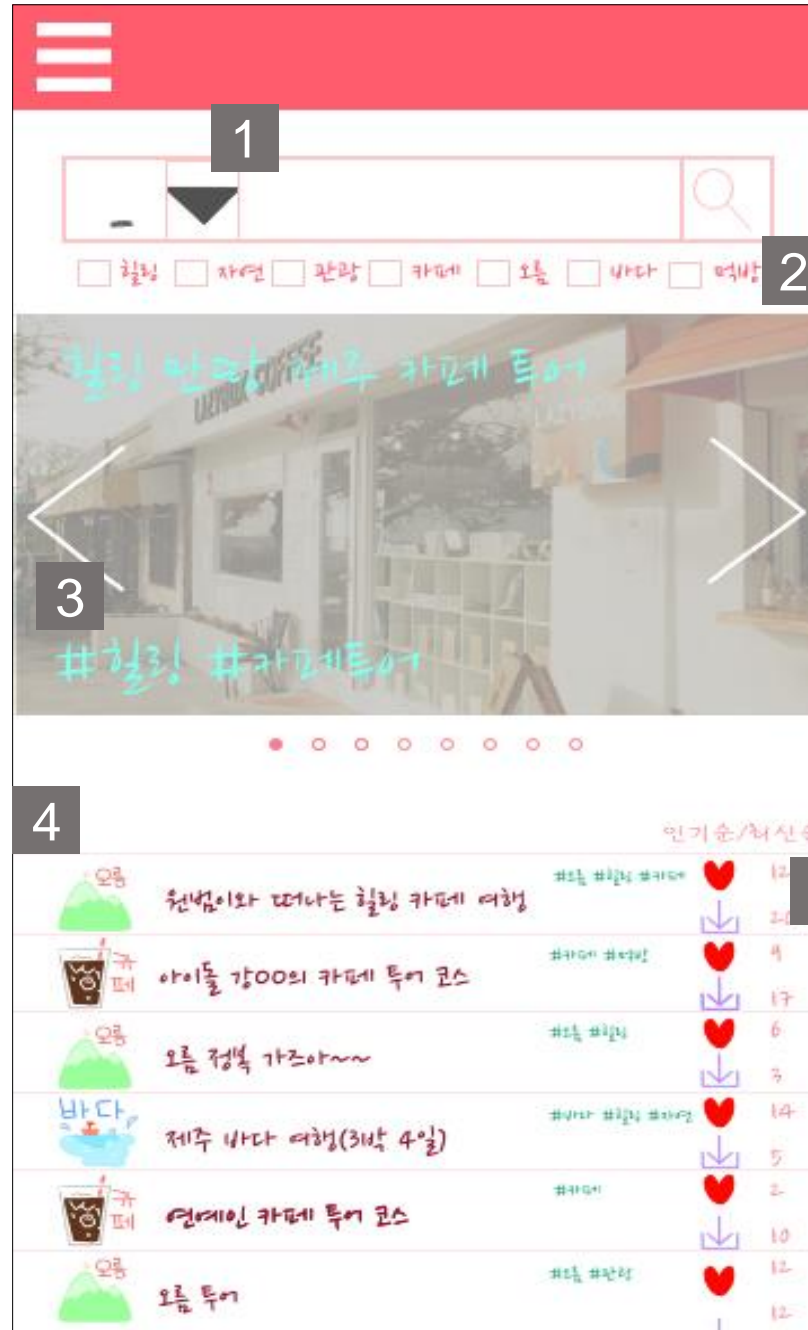 1
힐링 자연 관광 카페 오름 바다 먹방
2
힐링 만땅 제주 카페 투어
COFFEE
3
#힐링 #카페투어
4
인기순/최신순
오름
원범이와 떠나는 힐링 카페 여행
#오름 #힐링 #카페
12
카페
아이돌 강OO의 카페 투어 코스
#카페 #먹방
9
17
오름
오름 정복 가즈아~~
#오름 #힐링
6
3
바다
제주 바다 여행(3박 4일)
#바다 #힐링 #자연
14
5
카페
연예인 카페 투어 코스
#카페
2
10
오름
오름 투어
#오름 #관광
12
12